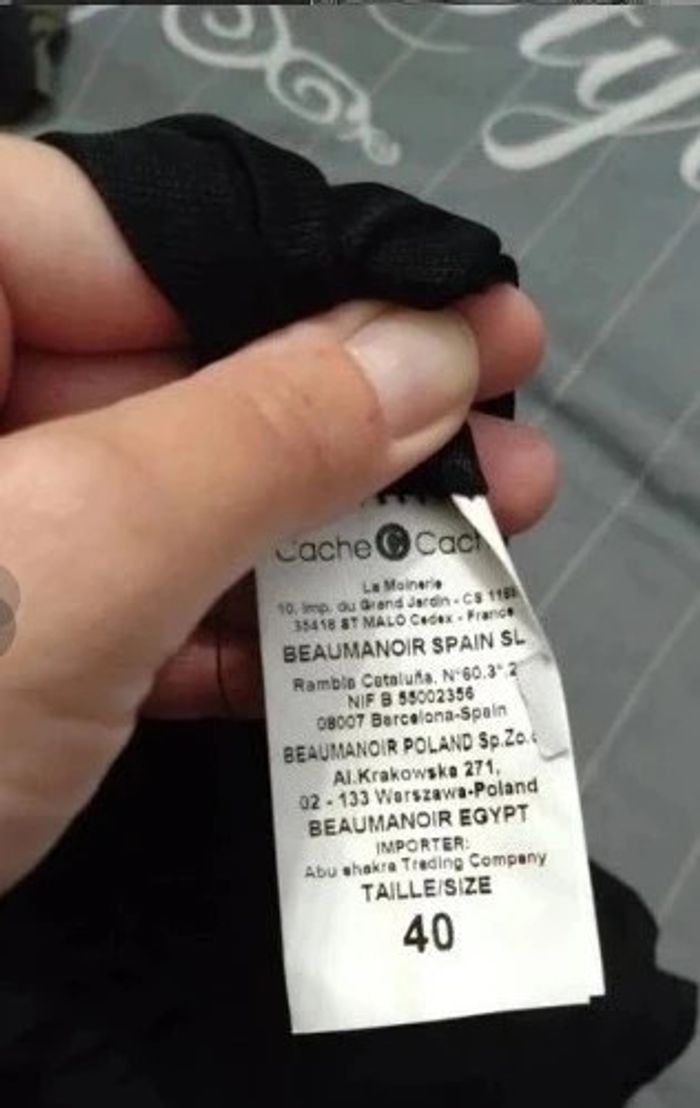 Cache Cac
La Moinerie
10, Imp. du Grand Jardin - CS
35418 ST MALO Cedex - France
BEAUMANOIR SPAIN SL
Rambla Cataluña, N°60.3°.2
NIF B 55002356
08007 Barcelona-Spain
BEAUMANOIR POLAND Sp.Zo.
Al.Krakowska 271,
02 - 133 Warszawa-Poland
BEAUMANOIR EGYPT
IMPORTER:
Abu shakra Trading Company
TAILLE/SIZE
40